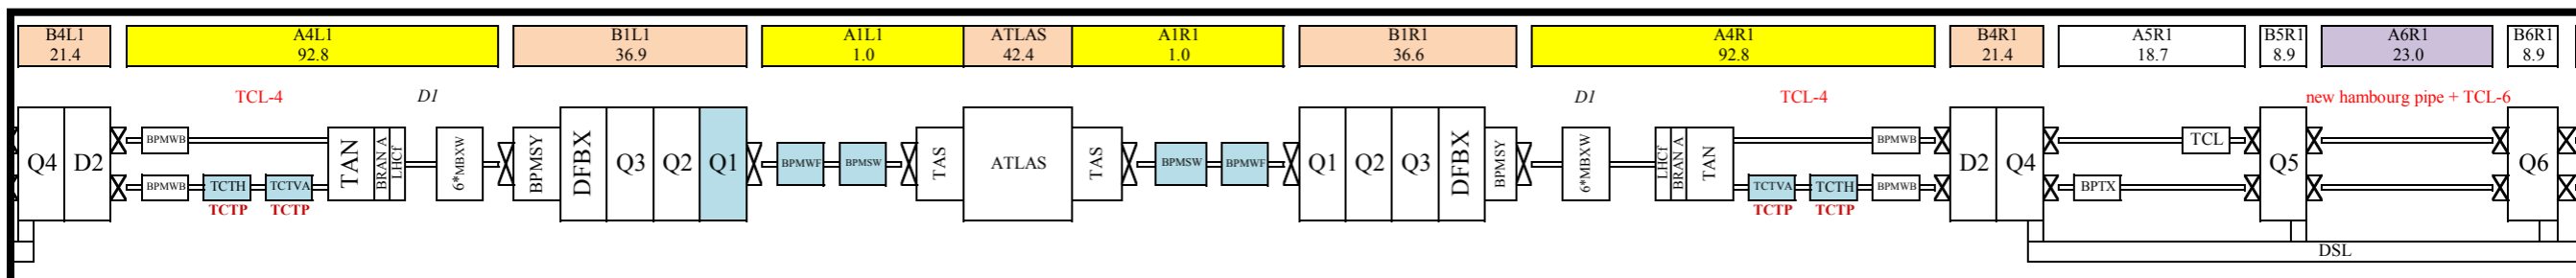 B4L1
21.4
A4L1
92.8
B1L1
36.9
A1L1
1.0
ATLAS
42.4
A1R1
1.0
B1R1
36.6
A4R1
92.8
B4R1
21.4
A5R1
18.7
B5R1
8.9
A6R1
23.0
B6R1
8.9
TCL-4
D1
D1
TCL-4
new hambourg pipe + TCL-6
Q4
D2
BPMWB
BPMWB
TCTH
TCTP
TCTVA
TCTP
TAN
BRAN A
LHCf
6*MBXW
BPMSY
DFBX
Q3
Q2
Q1
BPMWF
BPMSW
TAS
ATLAS
TAS
BPMSW
BPMWF
Q1
Q2
Q3
DFBX
BPMSY
6*MBXW
LHCf
BRAN A
TAN
TCTVA
TCTP
TCTH
TCTP
BPMWB
BPMWB
D2
Q4
BPTX
TCL
Q5
Q6
DSL